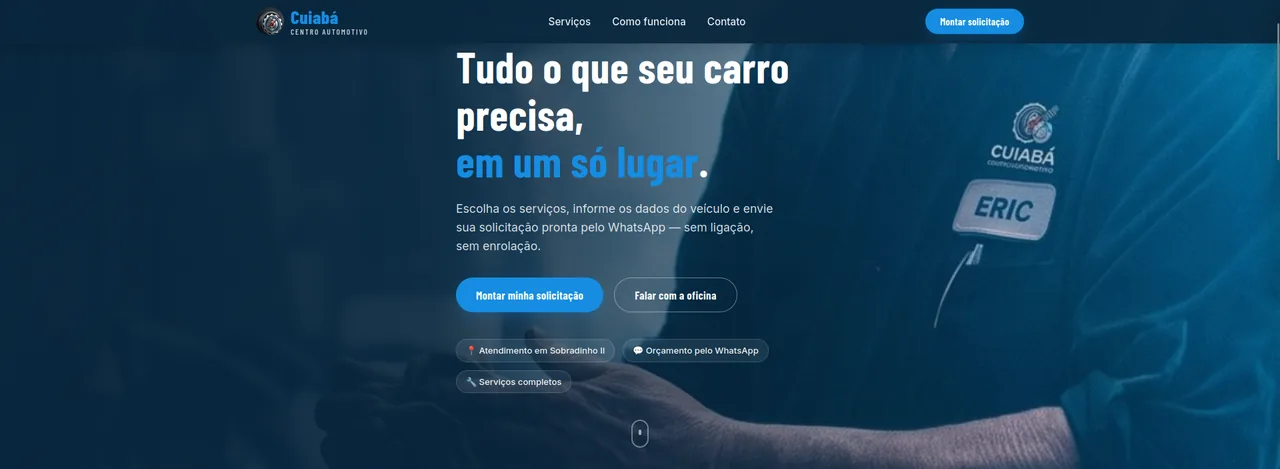 Cuiabá
CENTRO AUTOMOTIVO
Serviços
Como funciona
Contato
Montar solicitação
Tudo o que seu carro
precisa,
em um só lugar.
Escolha os serviços, informe os dados do veículo e envie
sua solicitação pronta pelo WhatsApp — sem ligação,
sem enrolação.
Montar minha solicitação
Falar com a oficina
📍 Atendimento em Sobradinho II
💬 Orçamento pelo WhatsApp
🔧 Serviços completos
CUIABÁ
ERIC